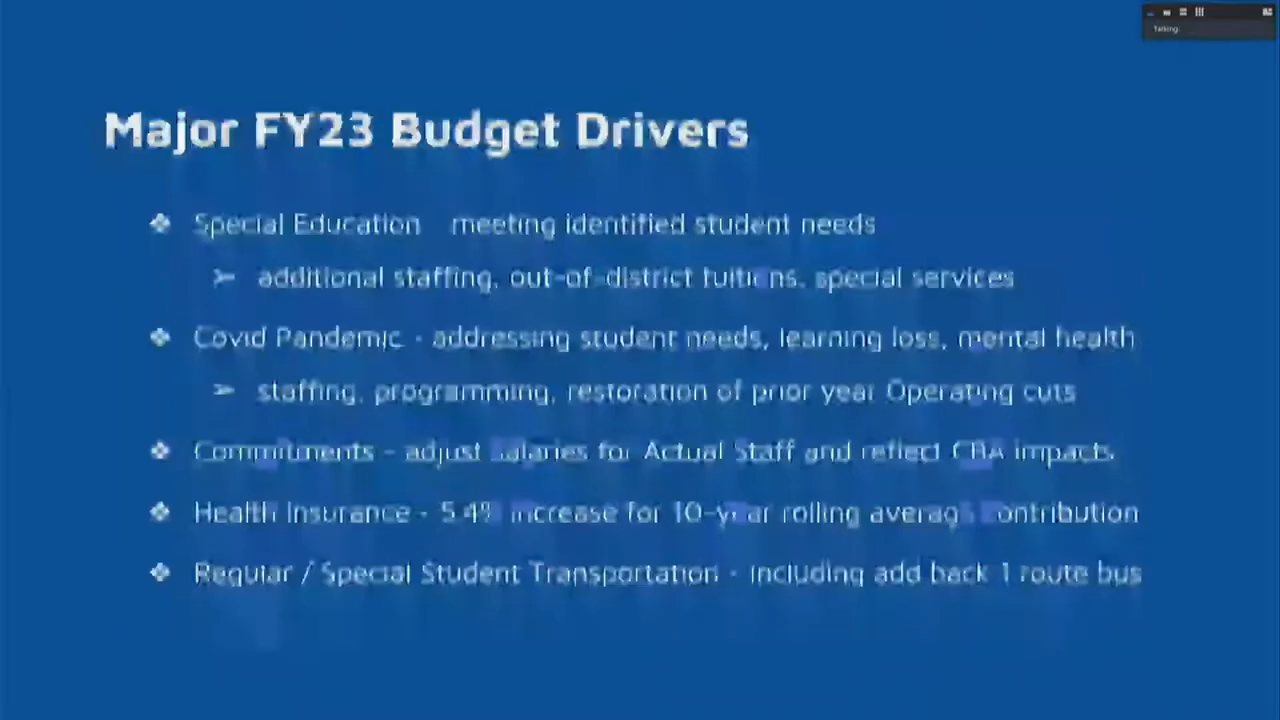 Talking:
Major FY23 Budget Drivers
❖ Special Education meeting identified student needs
➢ additional staffing, out-of-district tuitions, special services
❖ Covid Pandemic - addressing student needs, learning loss, mental health
➢ staffing, programming, restoration of prior year Operating cuts
❖ Commitments - adjust Salaries for Actual Staff and reflect CBA impacts
❖ Health Insurance - 5.4% increase for 10-year rolling average contribution
❖ Regular / Special Student Transportation - including add back 1 route bus